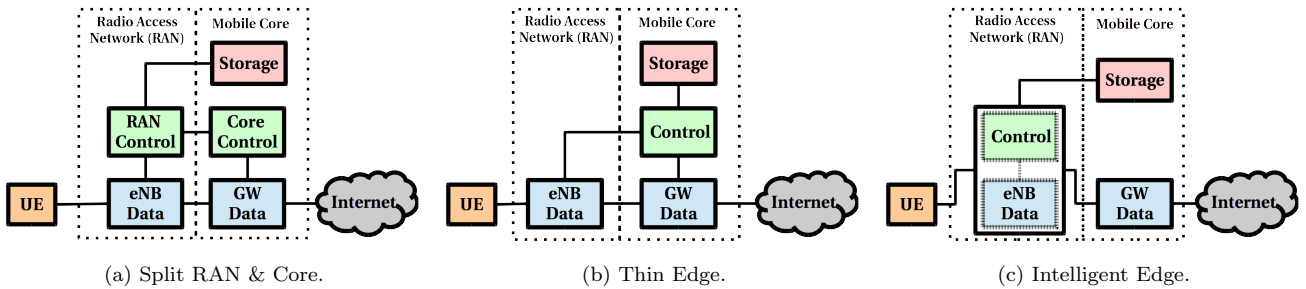 Radio Access
Network (RAN)
Mobile Core
Storage
RAN
Control
Core
Control
UE
eNB
Data
GW
Data
Internet
(a) Split RAN & Core.
Radio Access
Network (RAN)
Mobile Core
Storage
Control
UE
eNB
Data
GW
Data
Internet
(b) Thin Edge.
Radio Access
Network (RAN)
Mobile Core
Storage
Control
UE
eNB
Data
GW
Data
Internet
(c) Intelligent Edge.